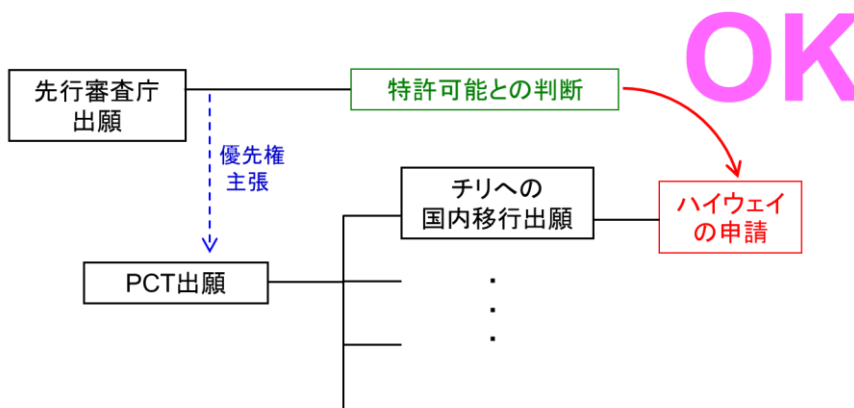 OK
先行審査庁
出願
特許可能との判断
優先権
主張
チリへの
国内移行出願
ハイウェイ
の申請
PCT出願